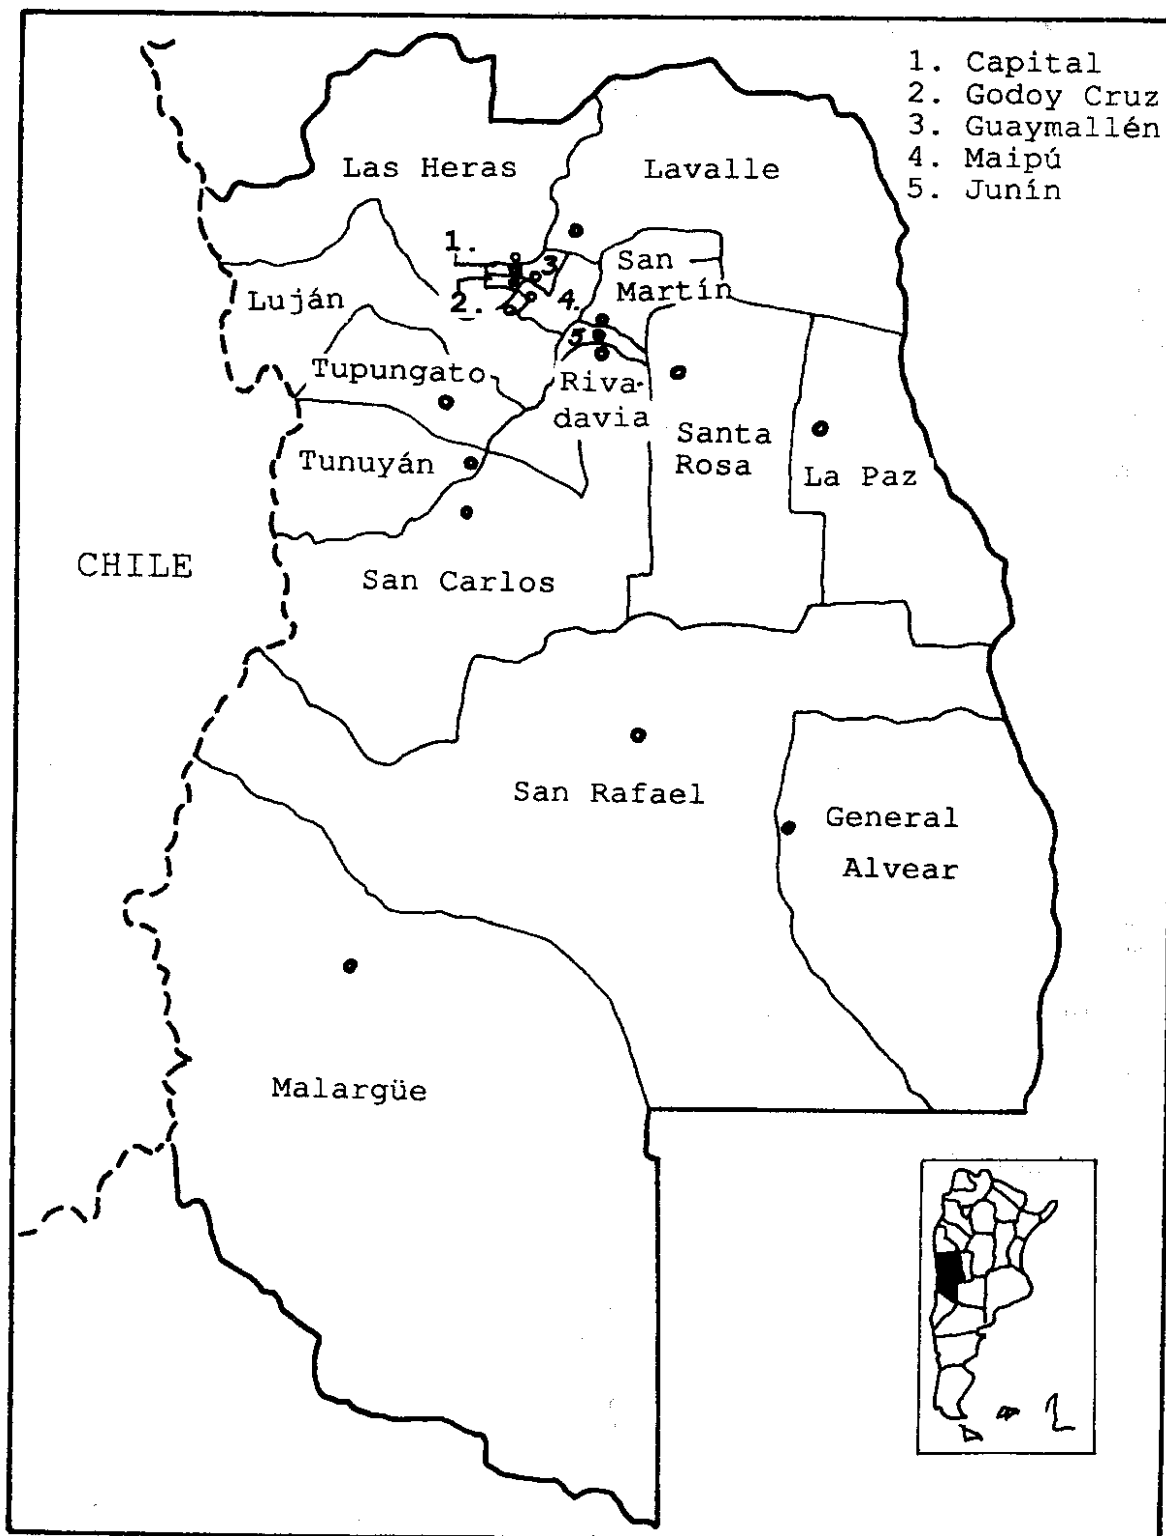 1. Capital
2. Godoy Cruz
3. Guaymallén
4. Maipú
5. Junín
Las Heras
Lavalle
1.
3
San
Martín
Luján
2.
4.
5
Tupungato
Riva-
davia
Santa
Rosa
Tunuyán
La Paz
CHILE
San Carlos
San Rafael
General
Alvear
Malargüe